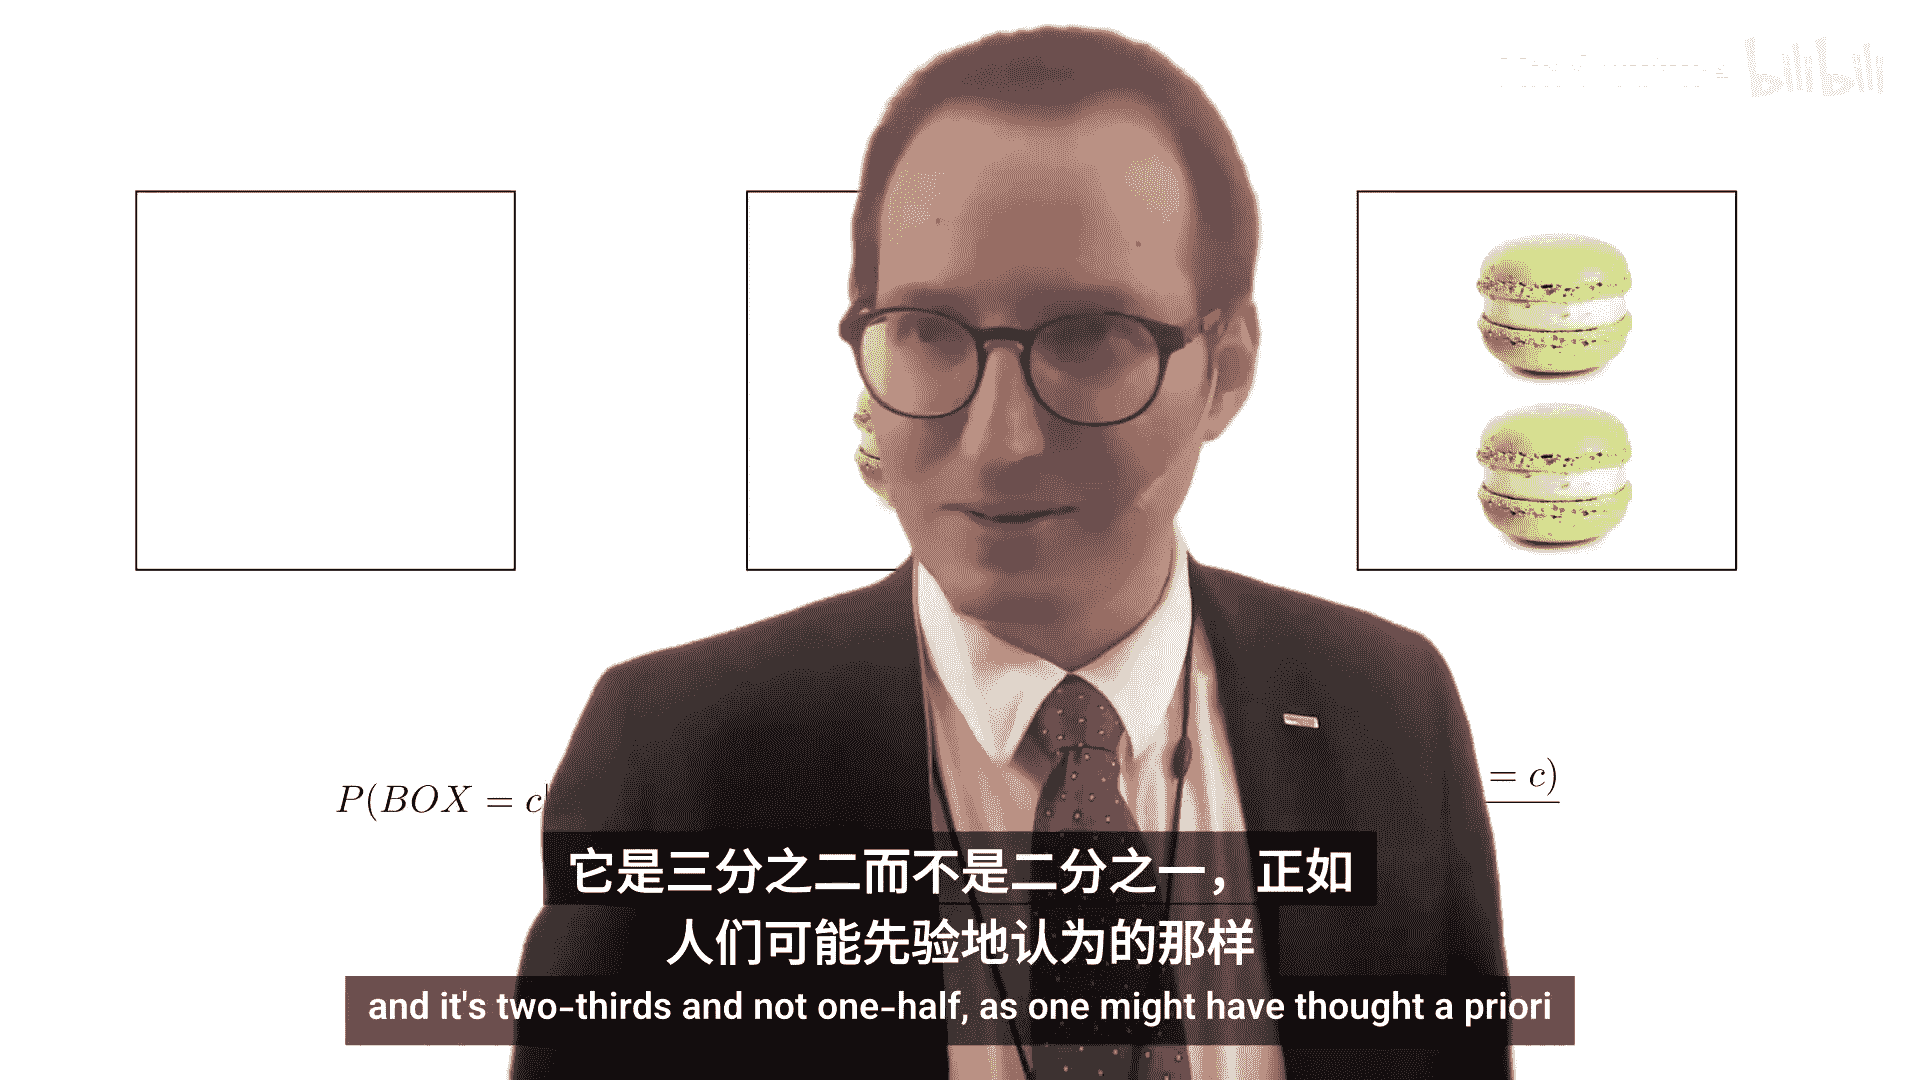 bilibili
P(BOX = c|
= c)
它是三分之二而不是二分之一，正如
人们可能先验地认为的那样
and it's two-thirds and not one-half, as one might have thought a priori